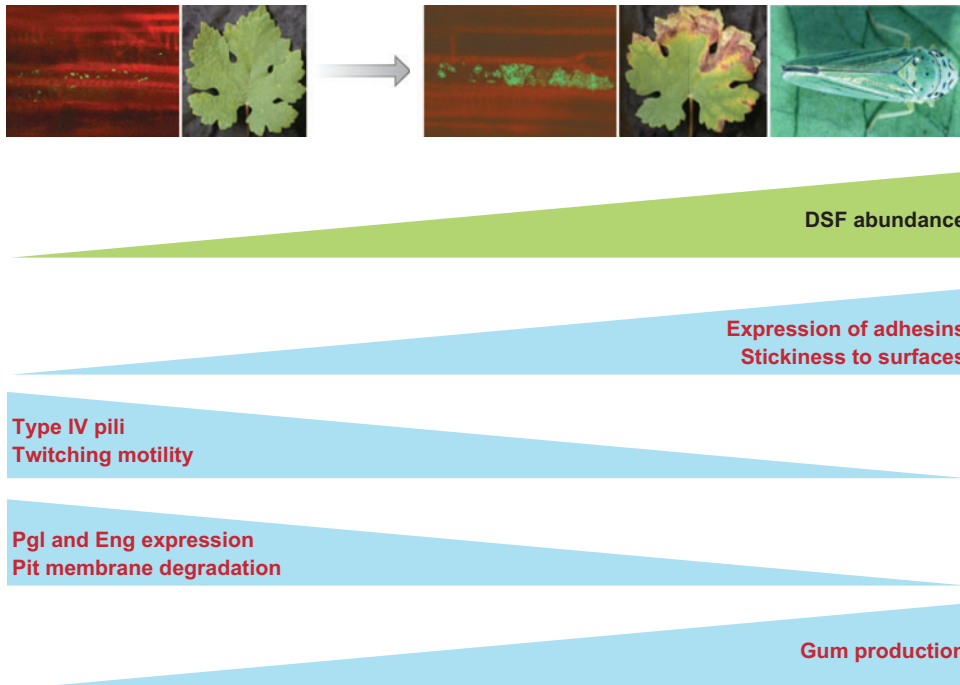 DSF abundance
Expression of adhesins
Stickiness to surfaces
Type IV pili
Twitching motility
Pgl and Eng expression
Pit membrane degradation
Gum production